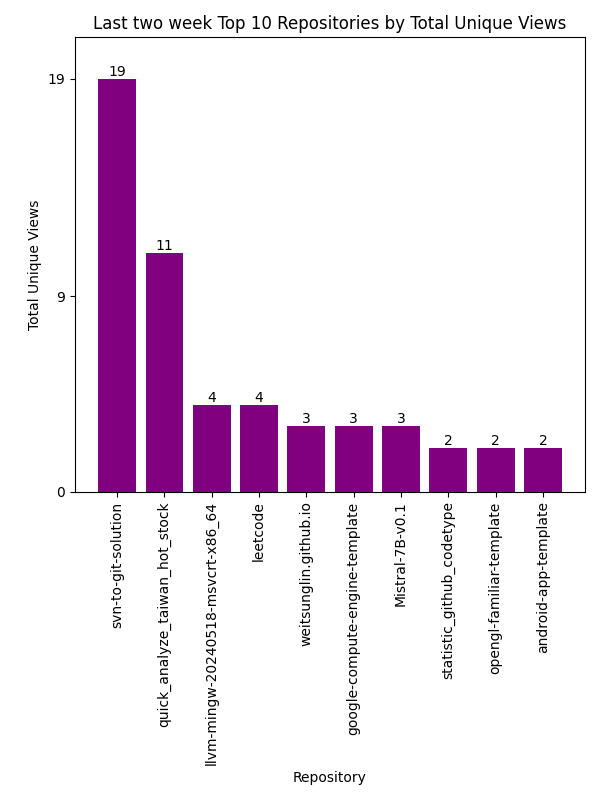 Last two week Top 10 Repositories by Total Unique Views
Total Unique Views
19
9
0
19
11
4
4
3
3
3
2
2
2
svn-to-git-solution
quick_analyze_taiwan_hot_stock
llvm-mingw-20240518-msvcrt-x86_64
leetcode
weitsunglin.github.io
google-compute-engine-template
Mistral-7B-v0.1
statistic_github_codetype
opengl-familiar-template
android-app-template
Repository